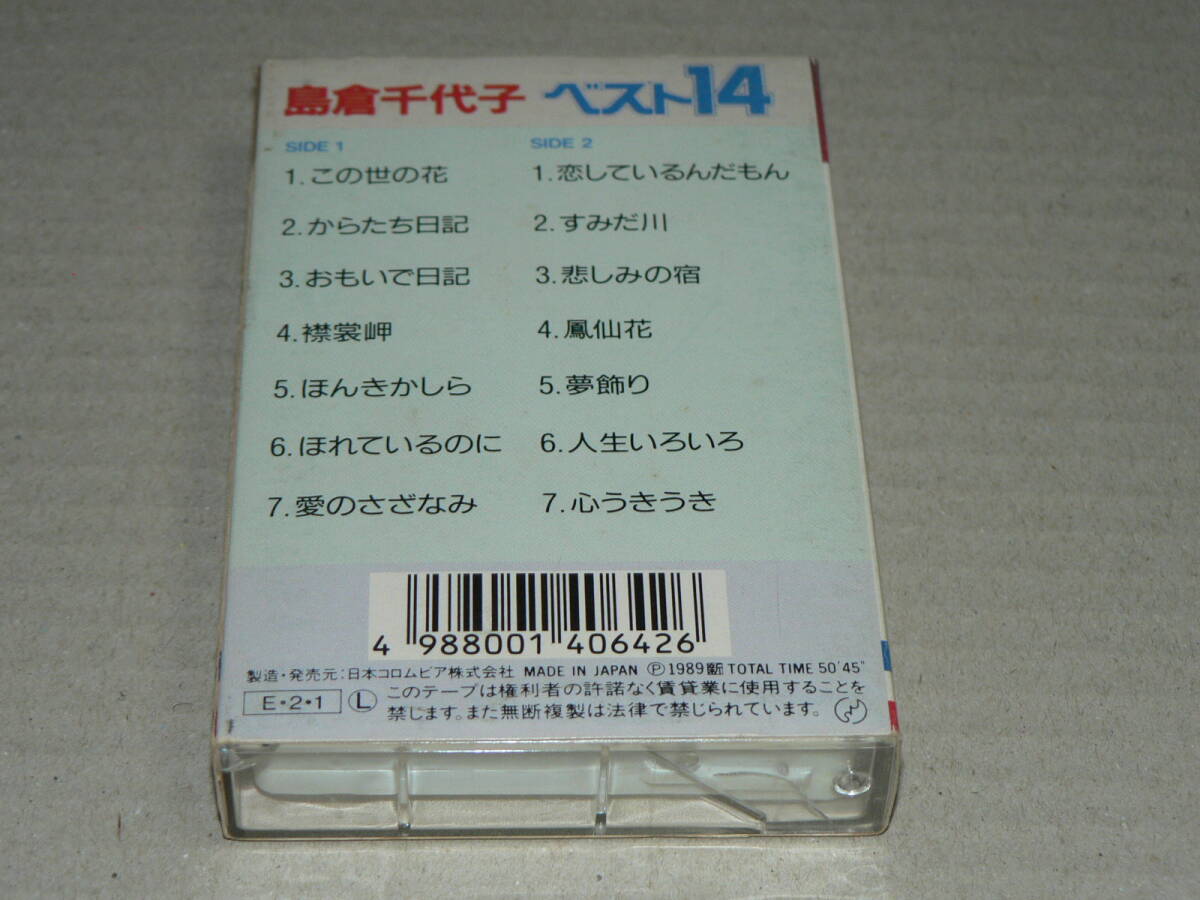 島倉千代子 ベスト14
SIDE 1
1.この世の花
2.からたち日記
3.おもいで日記
4.襟裳岬
5.ほんきかしら
6.ほれているのに
7.愛のさざなみ
SIDE 2
1.恋しているんだもん
2.すみだ川
3.悲しみの宿
4.鳳仙花
5.夢飾り
6.人生いろいろ
7.心うきうき
4 988001 406426
製造・発売元:日本コロムビア株式会社 MADE IN JAPAN Ⓟ1989 TOTAL TIME 50'45"
E・2・1 Ⓛ このテープは権利者の許諾なく賃貸業に使用することを
禁じます。また無断複製は法律で禁じられています。